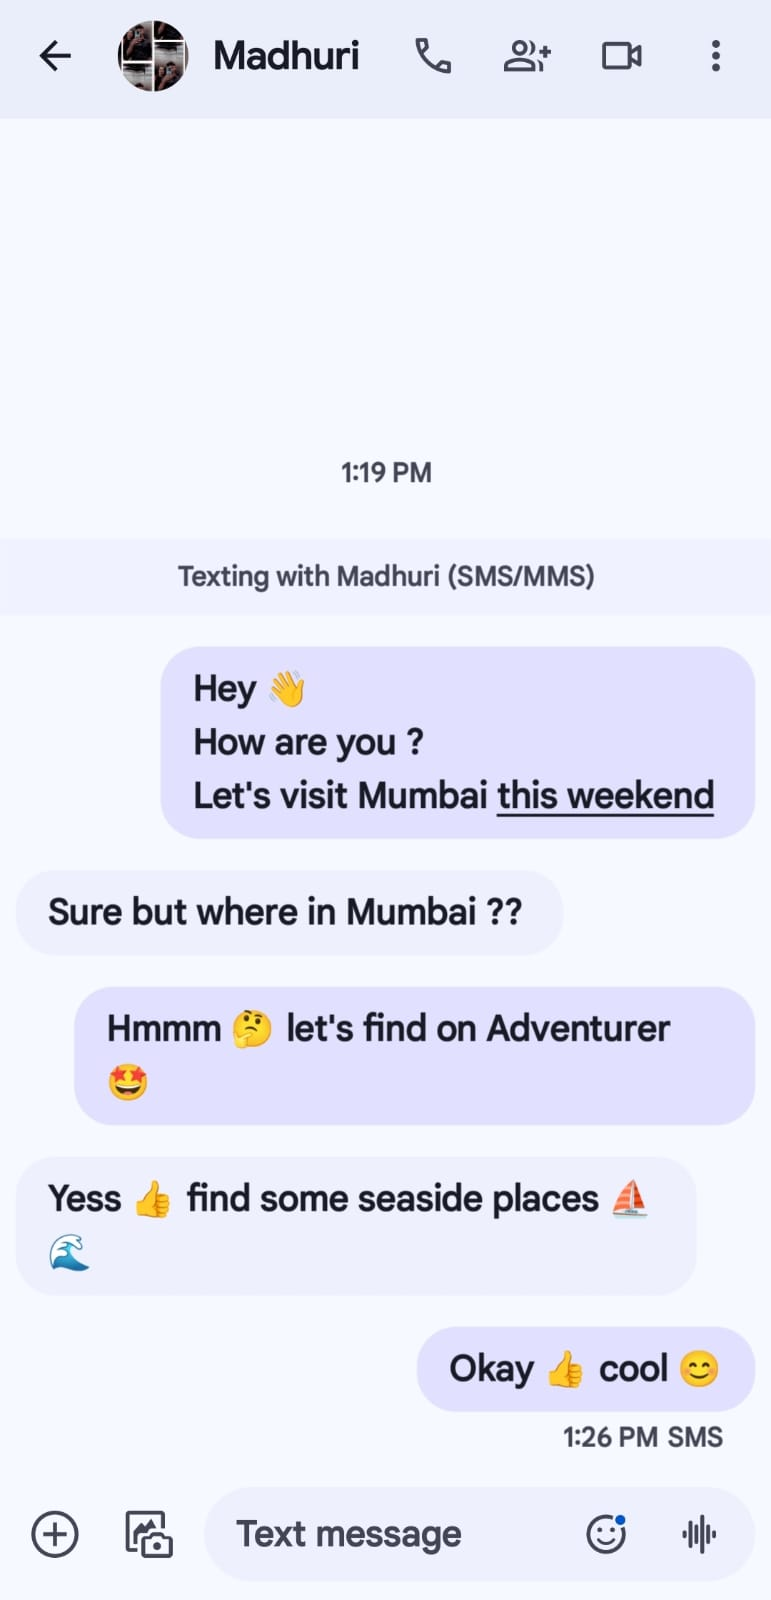 Madhuri
1:19 PM
Texting with Madhuri (SMS/MMS)
Hey 👋
How are you ?
Let's visit Mumbai this weekend
Sure but where in Mumbai ??
Hmmm 🤔 let's find on Adventurer
🤩
Yess 👍 find some seaside places ⛵
🌊
Okay 👍 cool 😊
1:26 PM SMS
Text message